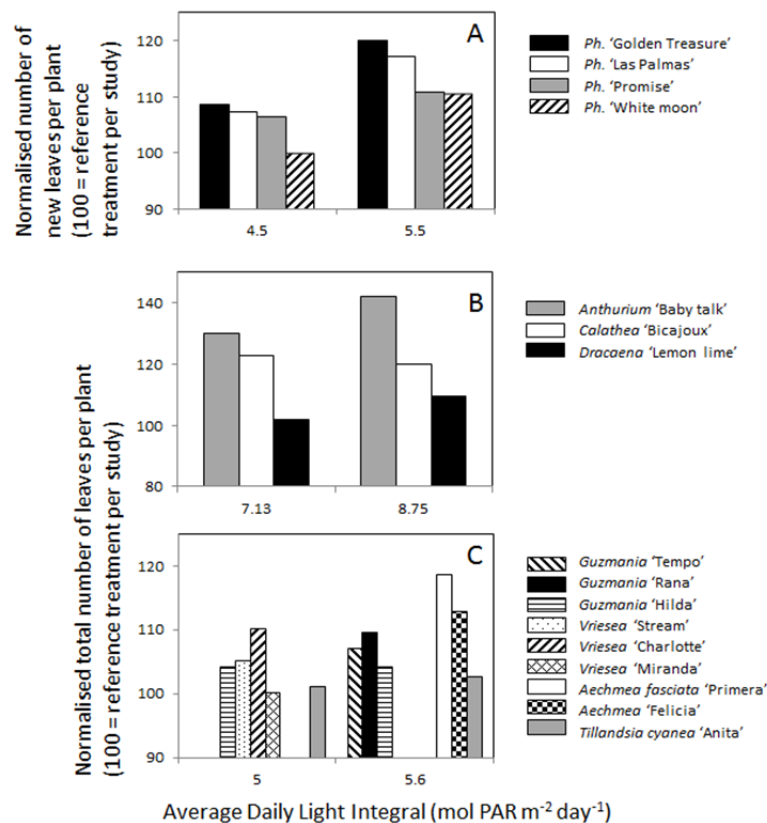 Normalised number of
new leaves per plant
(100 = reference
treatment per study)
A
120
110
100
90
4.5
5.5
Ph. ‘Golden Treasure’
Ph. ‘Las Palmas’
Ph. ‘Promise’
Ph. ‘White moon’
Normalised total number of leaves per plant
(100 = reference treatment per study)
B
140
120
100
80
7.13
8.75
Anthurium ‘Baby talk’
Calathea ‘Bicajoux’
Dracaena ‘Lemon lime’
C
120
110
100
90
5
5.6
Guzmania ‘Tempo’
Guzmania ‘Rana’
Guzmania ‘Hilda’
Vriesea ‘Stream’
Vriesea ‘Charlotte’
Vriesea ‘Miranda’
Aechmea fasciata ‘Primera’
Aechmea ‘Felicia’
Tillandsia cyanea ‘Anita’
Average Daily Light Integral (mol PAR m⁻² day⁻¹)